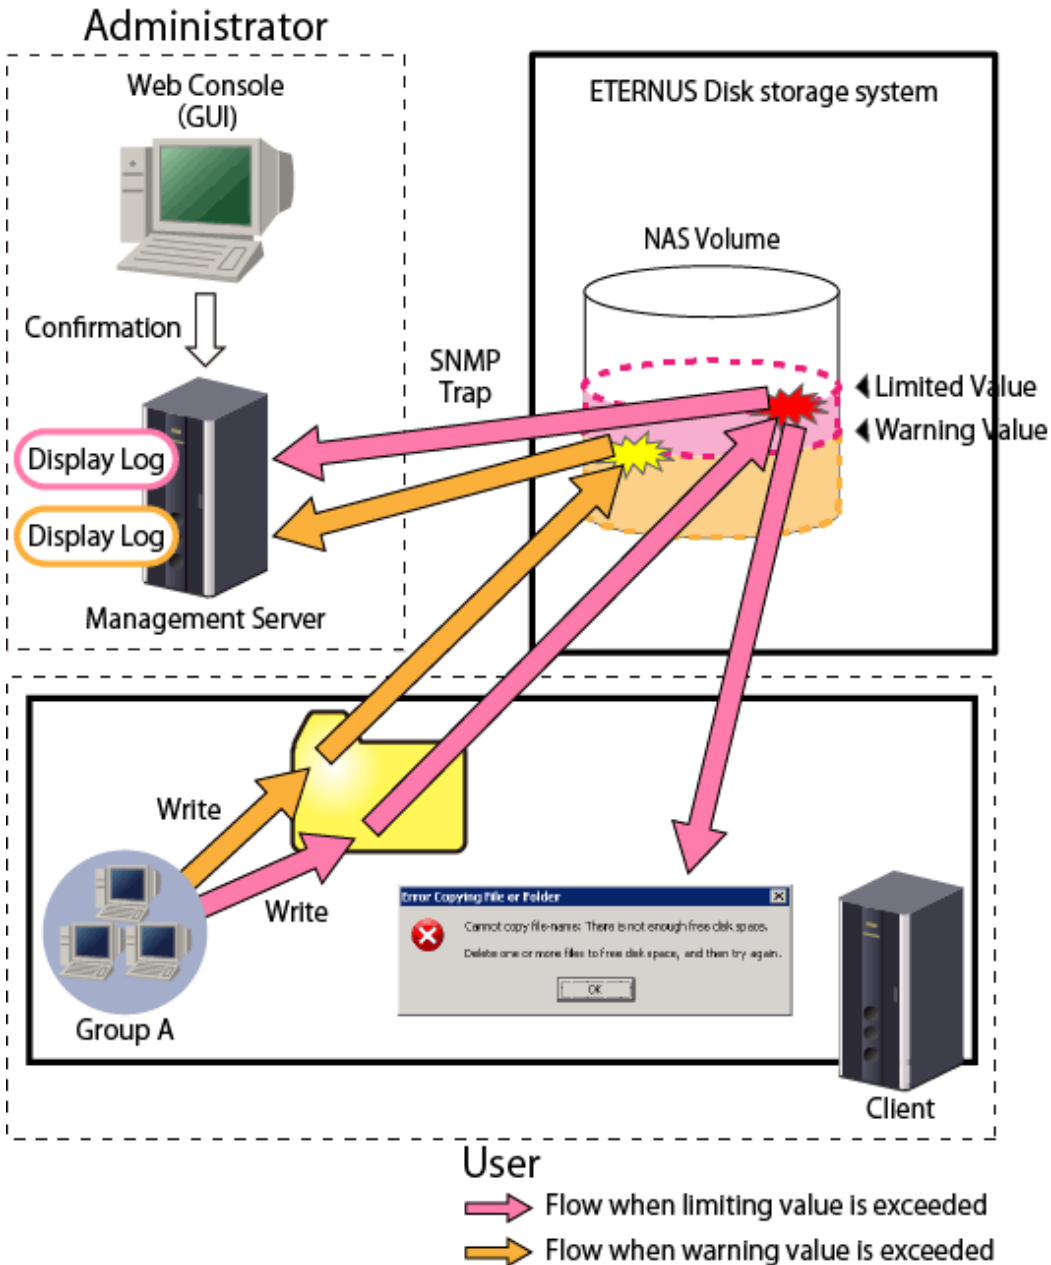 Administrator
Web Console
(GUI)
ETERNUS Disk storage system
NAS Volume
Confirmation
SNMP
Trap
Limited Value
Warning Value
Display Log
Display Log
Management Server
Write
Write
Group A
Error Copying File or Folder
Cannot copy file-name: There is not enough free disk space.
Delete one or more files to free disk space, and then try again.
OK
Client
User
Flow when limiting value is exceeded
Flow when warning value is exceeded